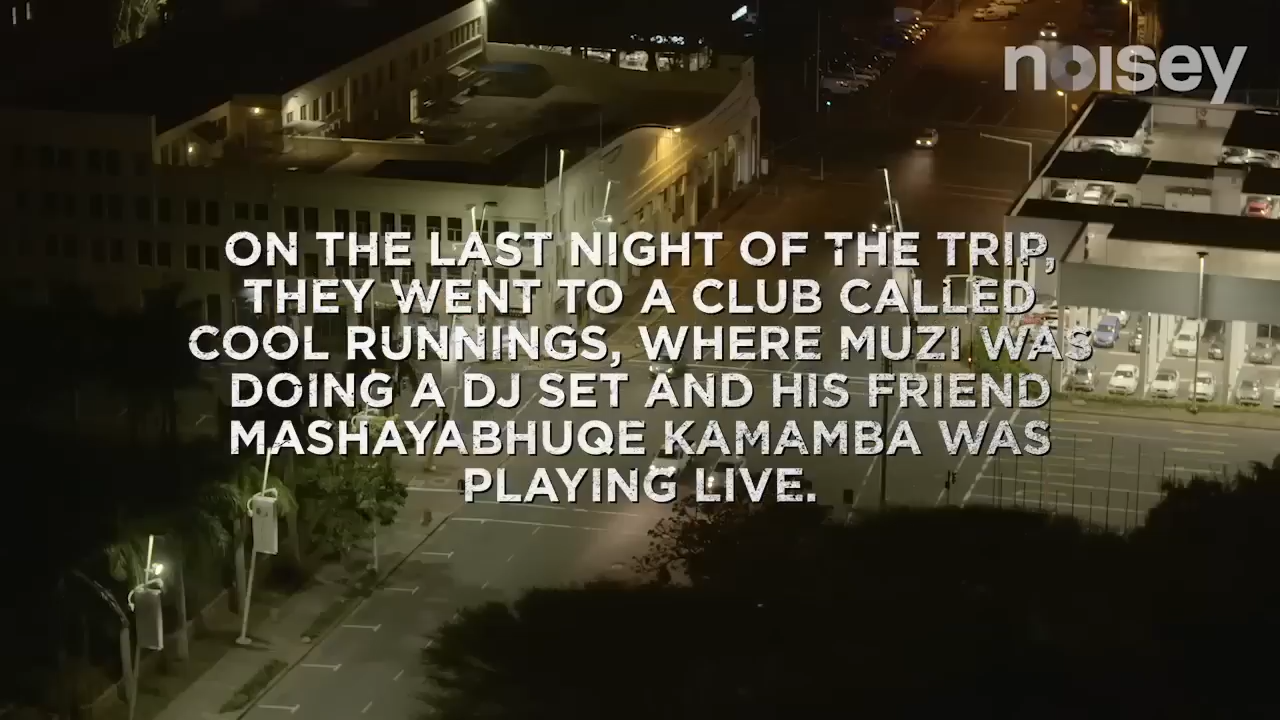 noisey
ON THE LAST NIGHT OF THE TRIP,
THEY WENT TO A CLUB CALLED
COOL RUNNINGS, WHERE MUZI WAS
DOING A DJ SET AND HIS FRIEND
MASHAYABHUQE KAMAMBA WAS
PLAYING LIVE.